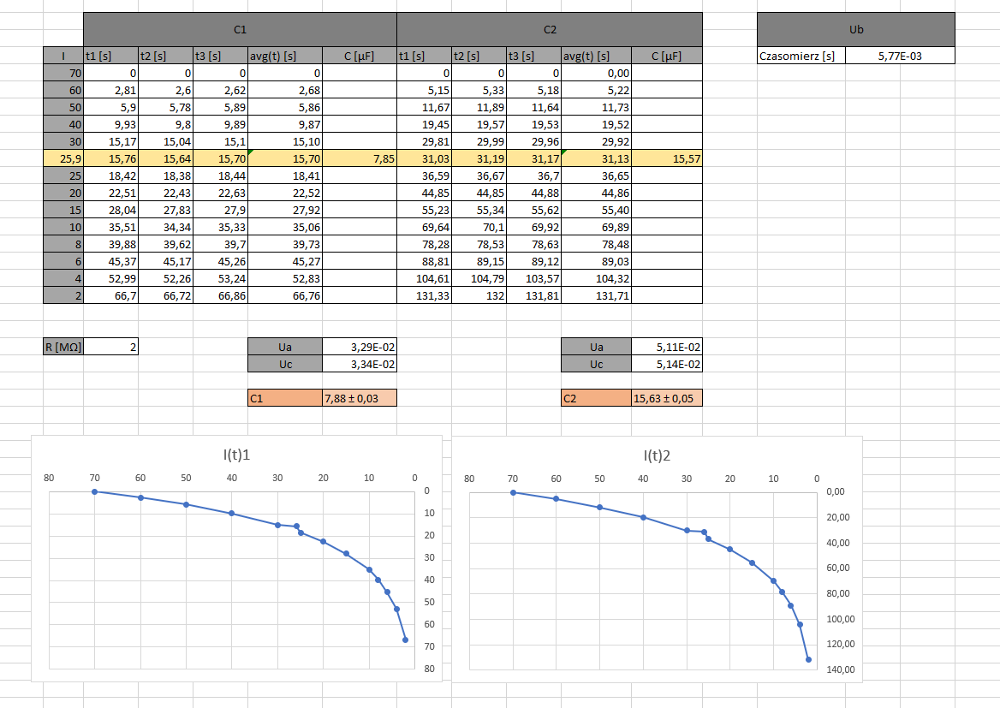 C1 C2 Ub
I t1 [s] t2 [s] t3 [s] avg(t) [s] C [µF] t1 [s] t2 [s] t3 [s] avg(t) [s] C [µF] Czasomierz [s] 5,77E-03
70 0 0 0 0 0 0 0 0,00
60 2,81 2,6 2,62 2,68 5,15 5,33 5,18 5,22
50 5,9 5,78 5,89 5,86 11,67 11,89 11,64 11,73
40 9,93 9,8 9,89 9,87 19,45 19,57 19,53 19,52
30 15,17 15,04 15,1 15,10 29,81 29,99 29,96 29,92
25,9 15,76 15,64 15,70 15,70 7,85 31,03 31,19 31,17 31,13 15,57
25 18,42 18,38 18,44 18,41 36,59 36,67 36,7 36,65
20 22,51 22,43 22,63 22,52 44,85 44,85 44,88 44,86
15 28,04 27,83 27,9 27,92 55,23 55,34 55,62 55,40
10 35,51 34,34 35,33 35,06 69,64 70,1 69,92 69,89
8 39,88 39,62 39,7 39,73 78,28 78,53 78,63 78,48
6 45,37 45,17 45,26 45,27 88,81 89,15 89,12 89,03
4 52,99 52,26 53,24 52,83 104,61 104,79 103,57 104,32
2 66,7 66,72 66,86 66,76 131,33 132 131,81 131,71
R [MΩ] 2 Ua 3,29E-02 Ua 5,11E-02
Uc 3,34E-02 Uc 5,14E-02
C1 7,88 ± 0,03 C2 15,63 ± 0,05
I(t)1
80 70 60 50 40 30 20 10 0
0
10
20
30
40
50
60
70
80
I(t)2
80 70 60 50 40 30 20 10 0
0,00
20,00
40,00
60,00
80,00
100,00
120,00
140,00